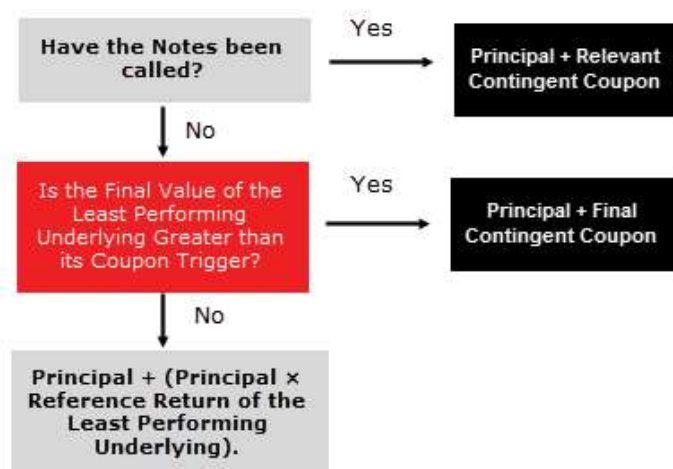 Have the Notes been
called?
Yes
Principal + Relevant
Contingent Coupon
No
Is the Final Value of the
Least Performing
Underlying Greater than
its Coupon Trigger?
Yes
Principal + Final
Contingent Coupon
No
Principal + (Principal ×
Reference Return of the
Least Performing
Underlying).